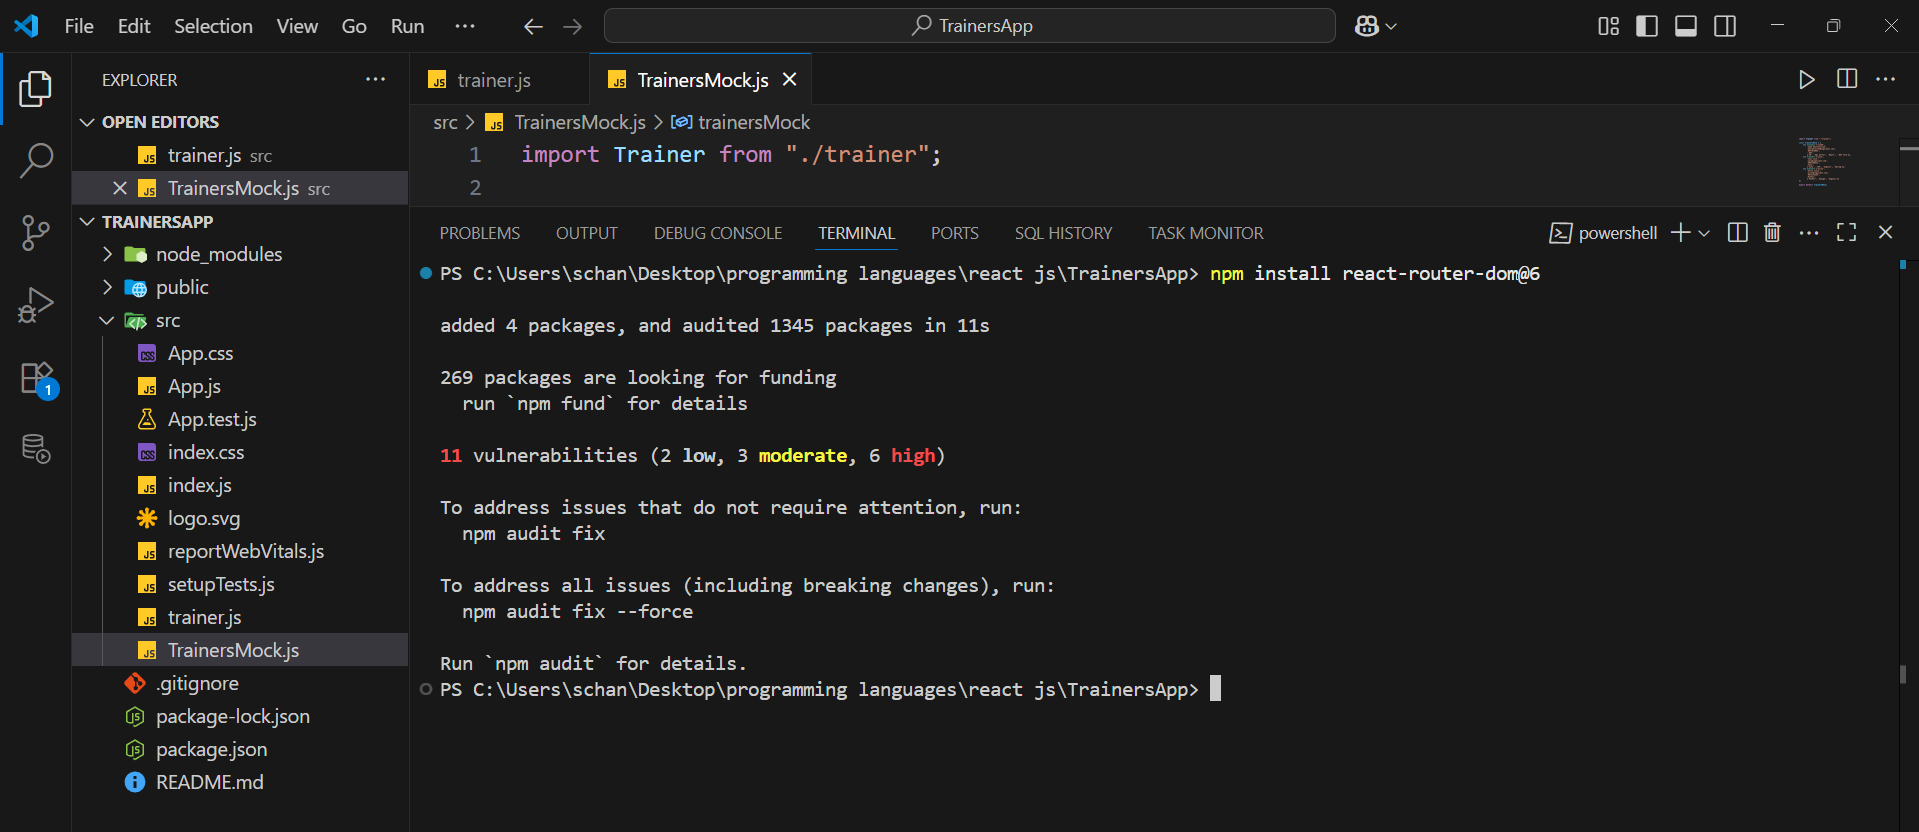 File Edit Selection View Go Run ··· TrainersApp
EXPLORER ···
OPEN EDITORS
trainer.js src
TrainersMock.js src
TRAINERSAPP
node_modules
public
src
App.css
App.js
App.test.js
index.css
index.js
logo.svg
reportWebVitals.js
setupTests.js
trainer.js
TrainersMock.js
.gitignore
package-lock.json
package.json
README.md
1
trainer.js TrainersMock.js
src > TrainersMock.js > trainersMock
1 import Trainer from "./trainer";
2
PROBLEMS OUTPUT DEBUG CONSOLE TERMINAL PORTS SQL HISTORY TASK MONITOR powershell
PS C:\Users\schan\Desktop\programming languages\react js\TrainersApp> npm install react-router-dom@6
added 4 packages, and audited 1345 packages in 11s
269 packages are looking for funding
run `npm fund` for details
11 vulnerabilities (2 low, 3 moderate, 6 high)
To address issues that do not require attention, run:
npm audit fix
To address all issues (including breaking changes), run:
npm audit fix --force
Run `npm audit` for details.
PS C:\Users\schan\Desktop\programming languages\react js\TrainersApp>